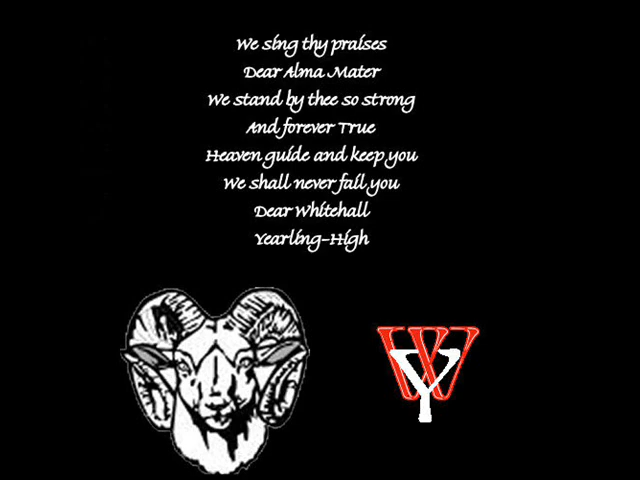 We sing thy praises
Dear Alma Mater
We stand by thee so strong
And forever True
Heaven guide and keep you
We shall never fail you
Dear Whitehall
Yearling-High
WY